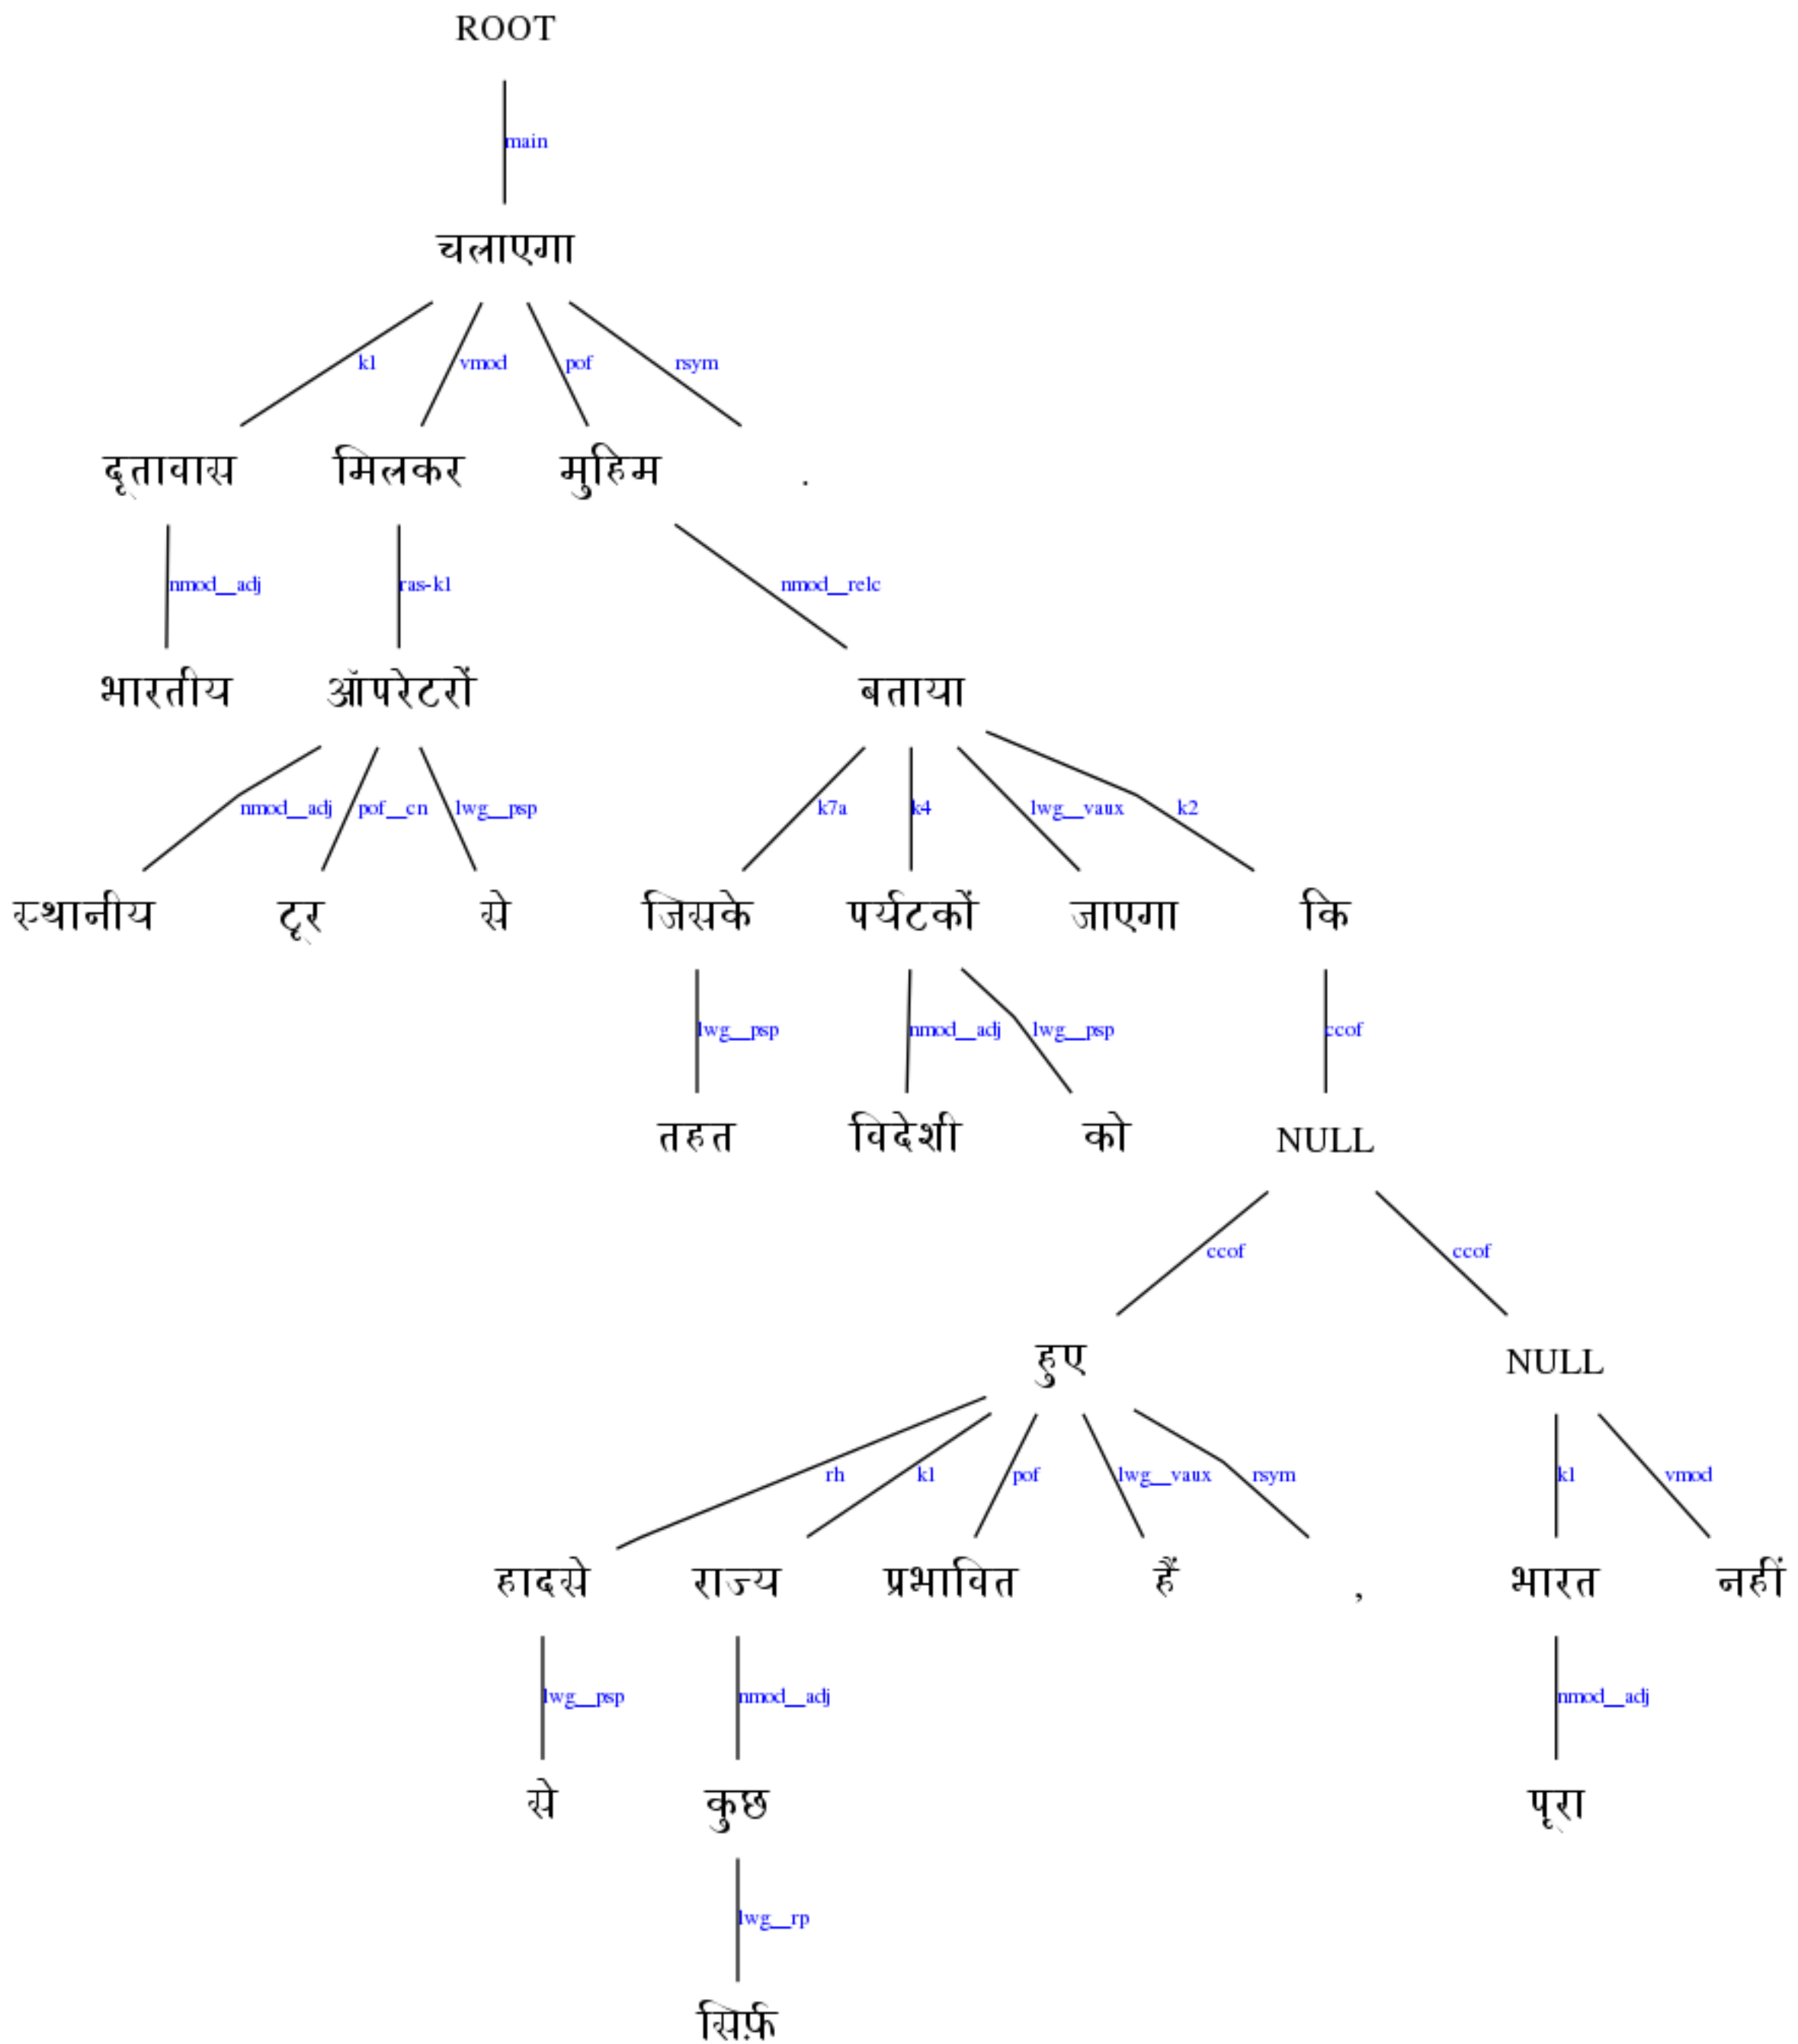 ROOT
main
चलाएगा
k1 vmod pof rsym
दूतावास मिलकर मुहिम .
nmod__adj ras-k1 nmod__relc
भारतीय ऑपरेटरों बताया
nmod__adj pof__cn lwg__psp k7a k4 lwg__vaux k2
स्थानीय टूर से जिसके पर्यटकों जाएगा कि
lwg__psp nmod__adj lwg__psp ccof
तहत विदेशी को NULL
ccof ccof
हुए NULL
rh k1 pof lwg__vaux rsym k1 vmod
हादसे राज्य प्रभावित हैं , भारत नहीं
lwg__psp nmod__adj nmod__adj
से कुछ पूरा
lwg__rp
सिर्फ़